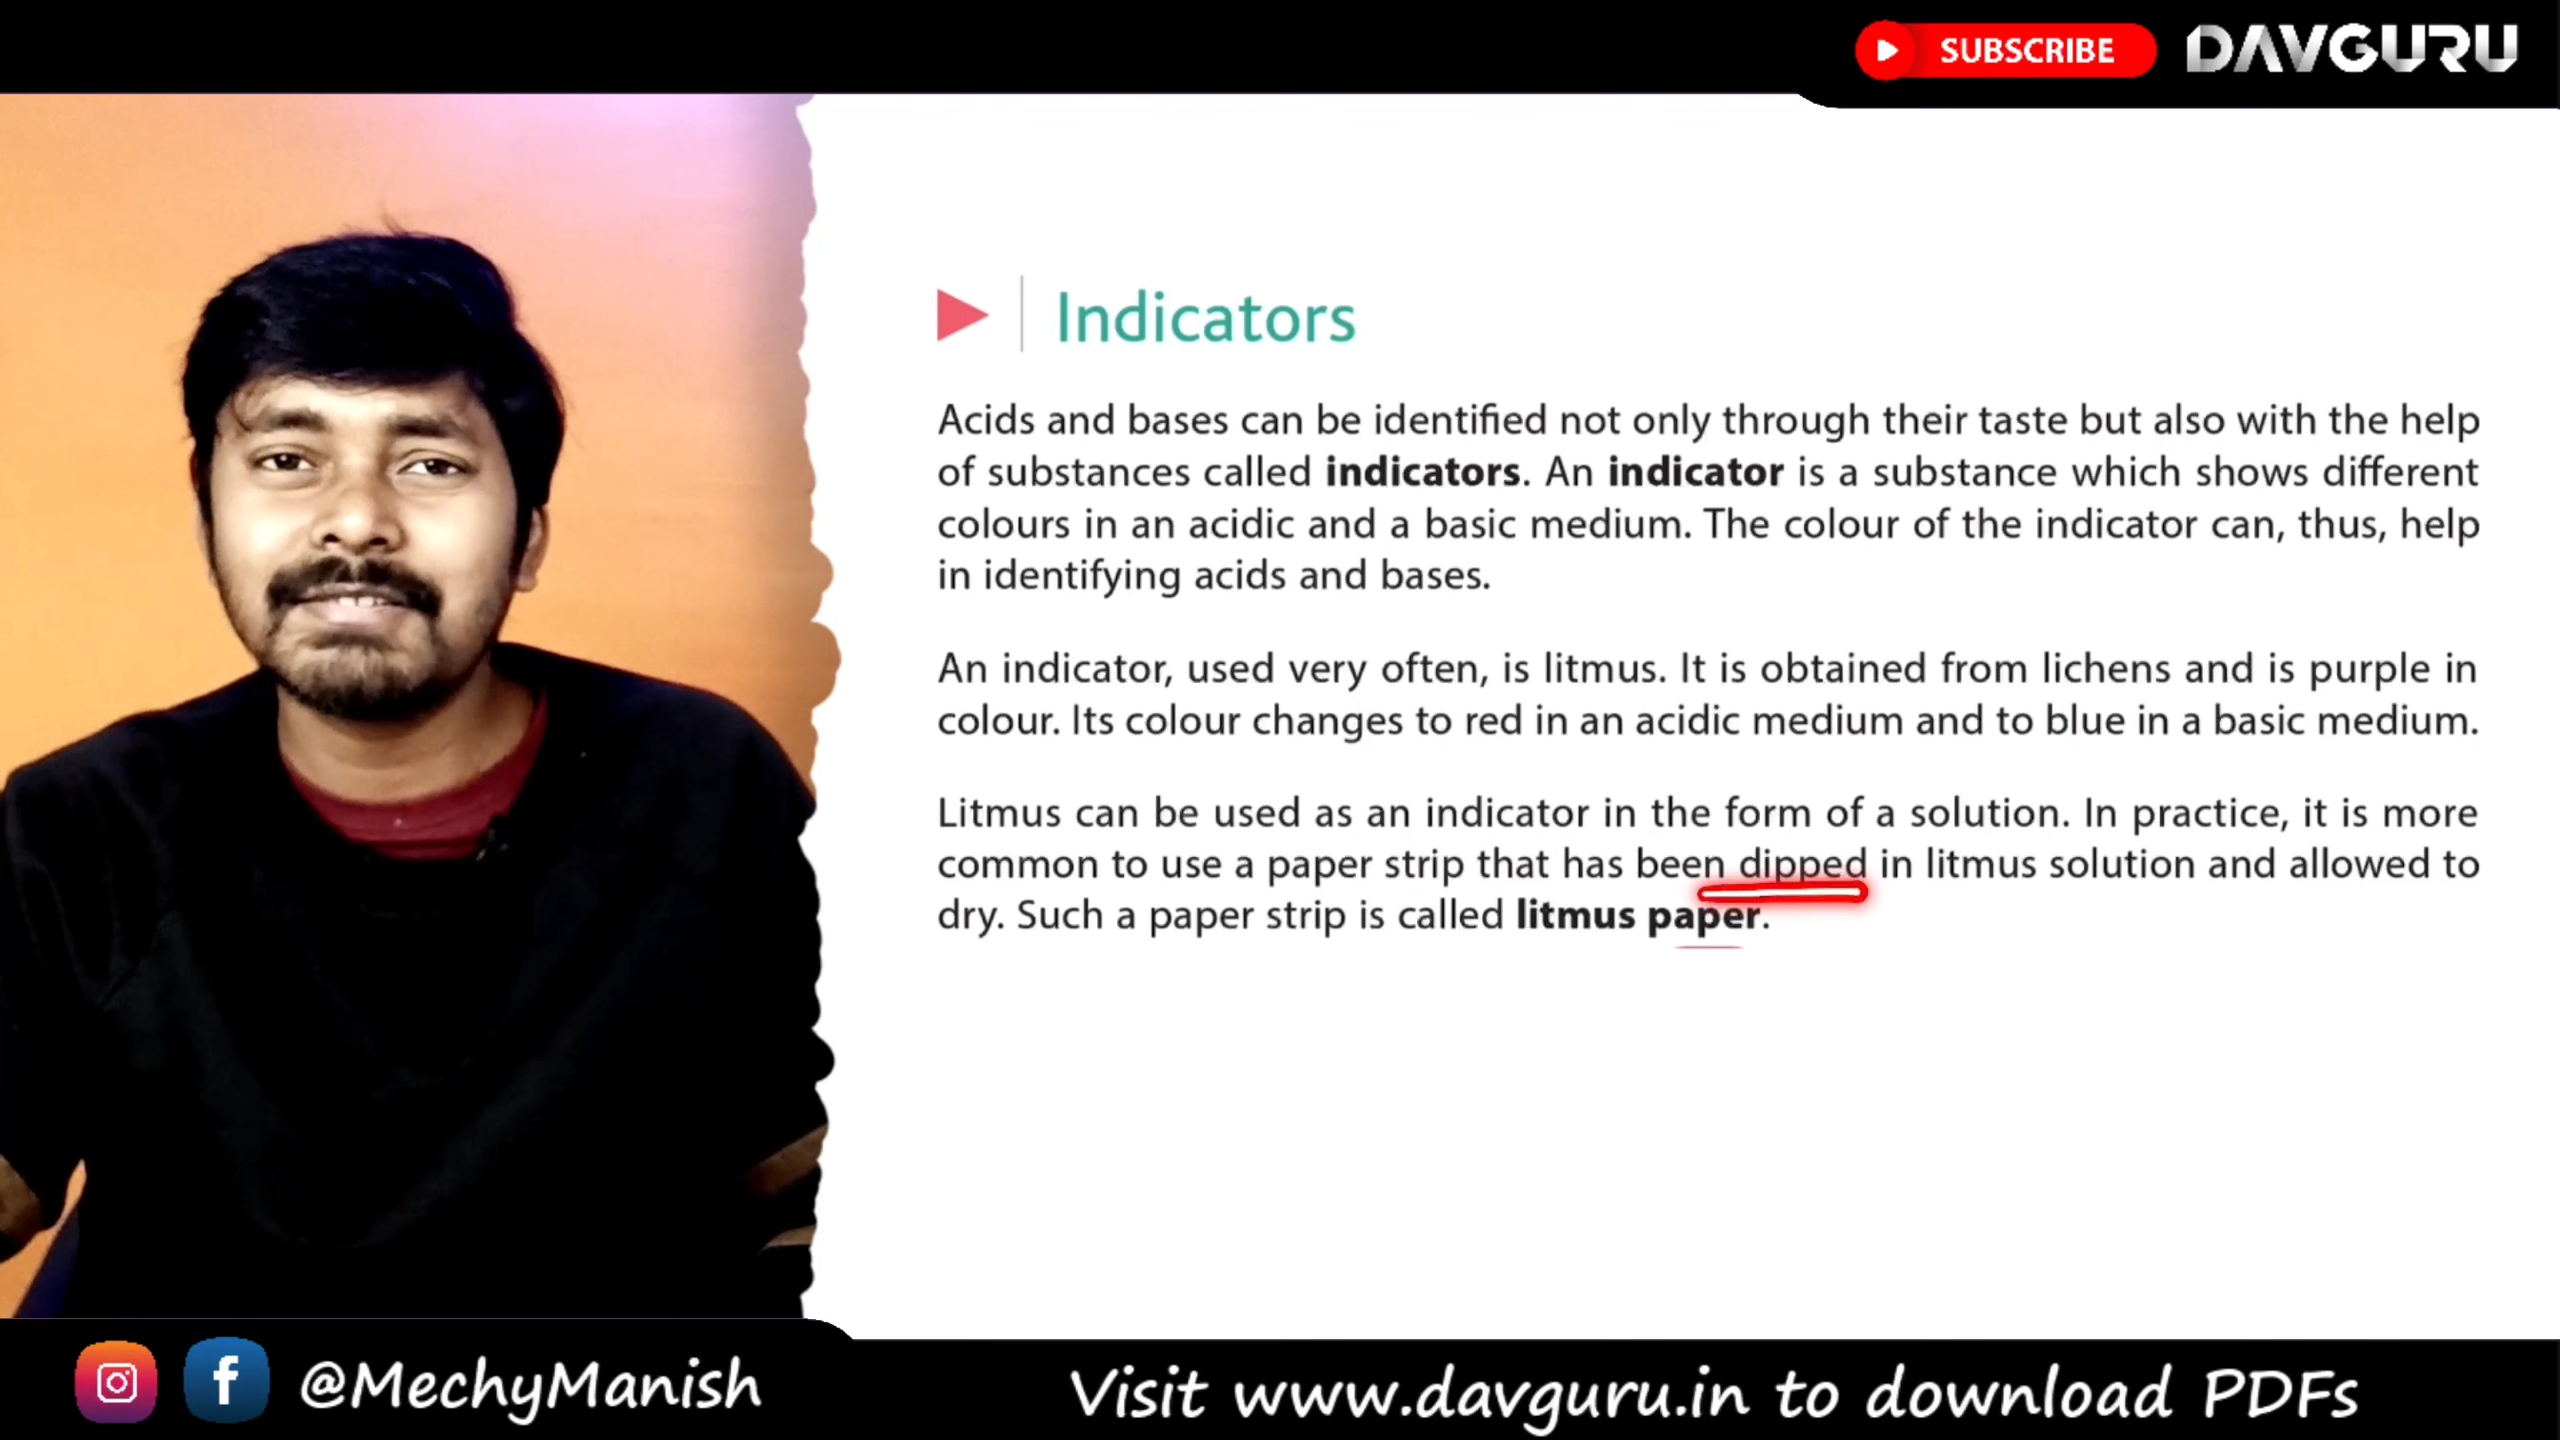 SUBSCRIBE DAVGURU
Indicators
Acids and bases can be identified not only through their taste but also with the help
of substances called indicators. An indicator is a substance which shows different
colours in an acidic and a basic medium. The colour of the indicator can, thus, help
in identifying acids and bases.
An indicator, used very often, is litmus. It is obtained from lichens and is purple in
colour. Its colour changes to red in an acidic medium and to blue in a basic medium.
Litmus can be used as an indicator in the form of a solution. In practice, it is more
common to use a paper strip that has been dipped in litmus solution and allowed to
dry. Such a paper strip is called litmus paper.
@MechyManish
Visit www.davguru.in to download PDFs